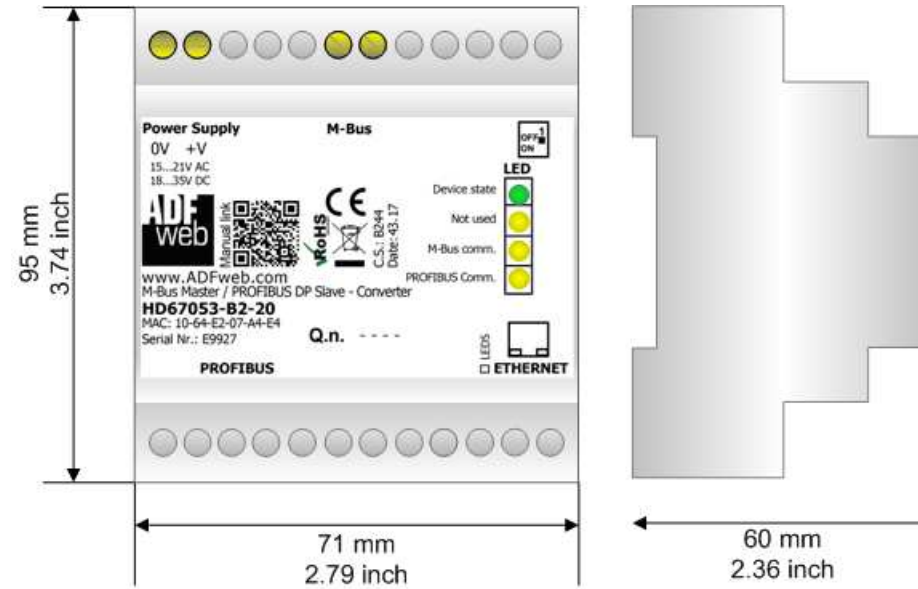 Power Supply
M-Bus
0V +V
15...21V AC
18...35V DC
OFF 1
ON
LED
Device state
Not used
M-Bus comm.
PROFIBUS Comm.
ADF
web
Manual link
RoHS
CE
C.S.: B244
Date: 43.17
www.ADFweb.com
M-Bus Master / PROFIBUS DP Slave - Converter
HD67053-B2-20
MAC: 10-64-E2-07-A4-E4
Serial Nr.: E9927
Q.n. - - - -
LEDS
PROFIBUS
ETHERNET
95 mm
3.74 inch
71 mm
2.79 inch
60 mm
2.36 inch